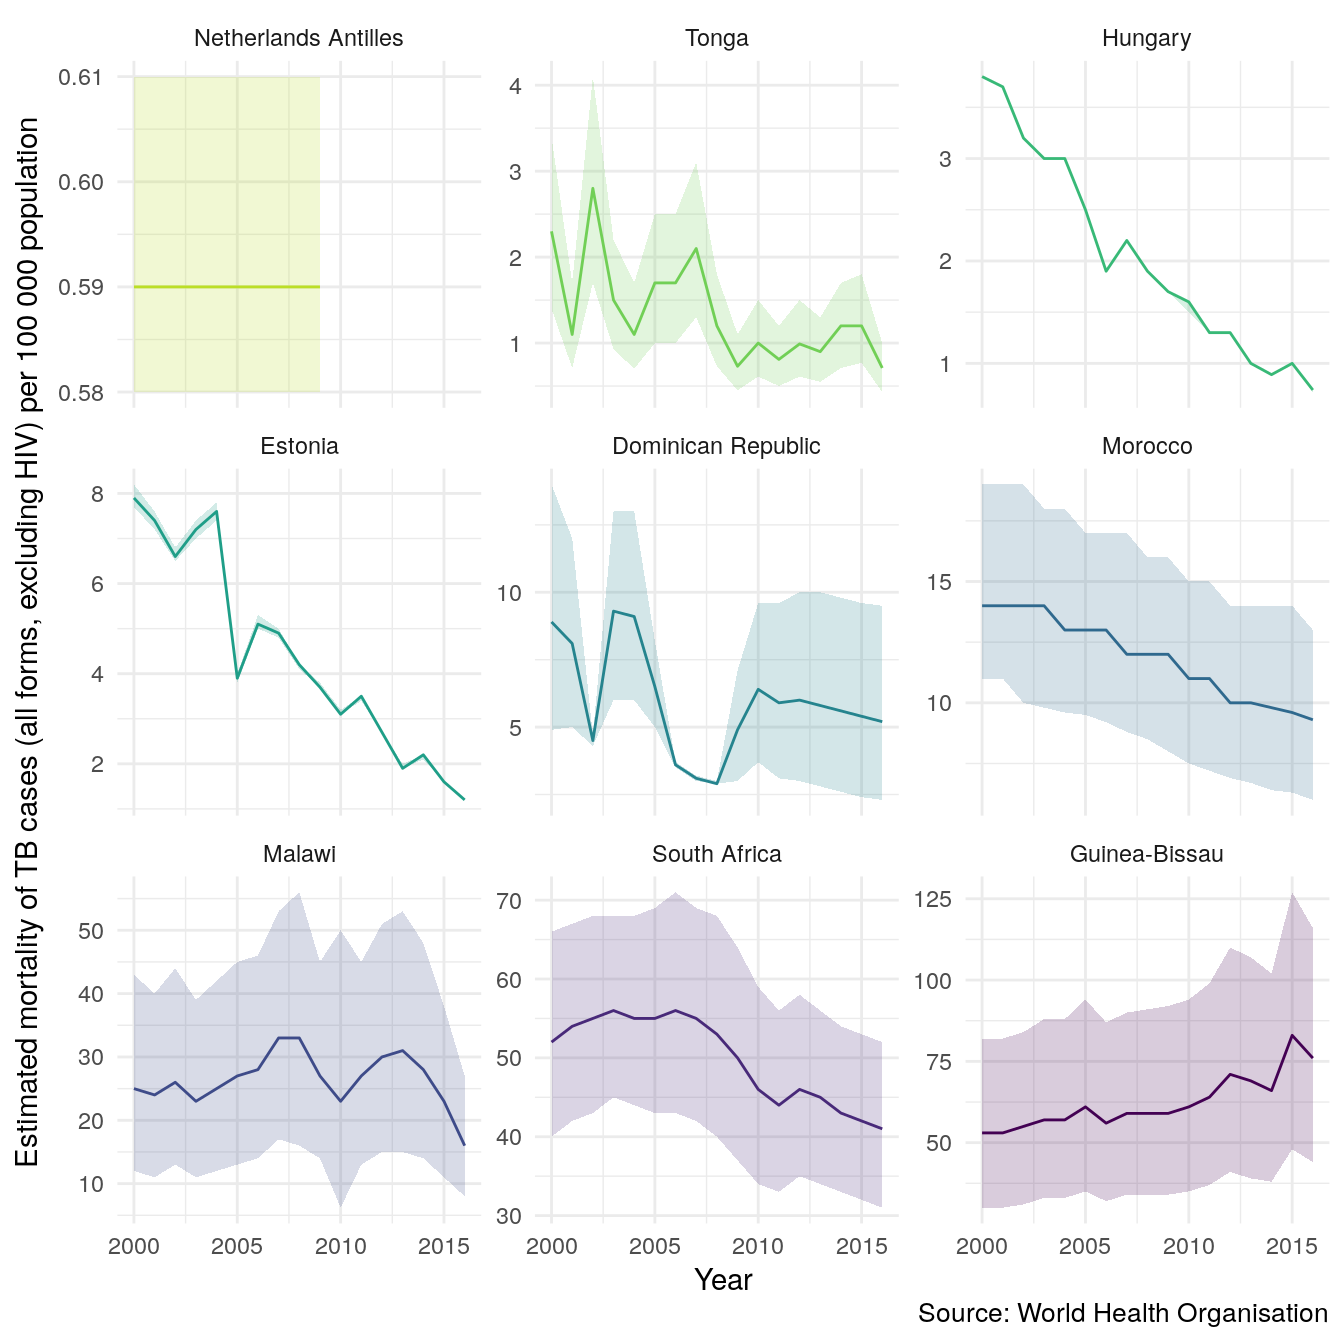 Estimated mortality of TB cases (all forms, excluding HIV) per 100 000 population
Netherlands Antilles
0.61
0.60
0.59
0.58
Tonga
4
3
2
1
Hungary
3
2
1
Estonia
8
6
4
2
Dominican Republic
10
5
Morocco
15
10
Malawi
50
40
30
20
10
South Africa
70
60
50
40
30
Guinea-Bissau
125
100
75
50
2000 2005 2010 2015
2000 2005 2010 2015
2000 2005 2010 2015
Year
Source: World Health Organisation